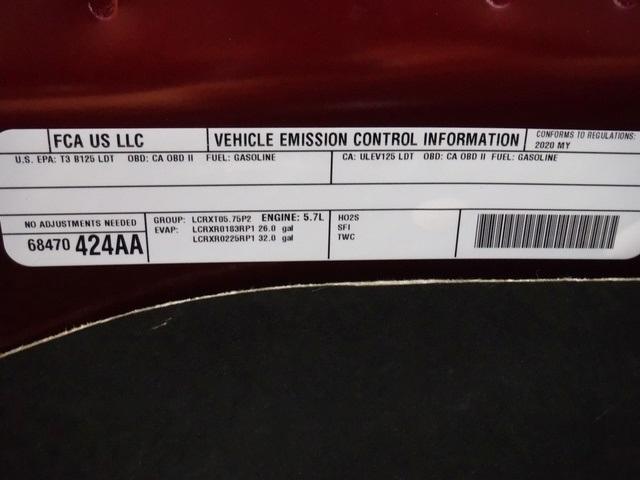 FCA US LLC
VEHICLE EMISSION CONTROL INFORMATION
CONFORMS TO REGULATIONS:
2020 MY
U.S. EPA: T3 B125 LDT OBD: CA OBD II FUEL: GASOLINE
CA: ULEV125 LDT OBD: CA OBD II FUEL: GASOLINE
NO ADJUSTMENTS NEEDED
68470 424AA
GROUP: LCRXT05.75P2 ENGINE: 5.7L
EVAP: LCRXR0183RP1 26.0 gal
LCRXR0225RP1 32.0 gal
HO2S
SFI
TWC